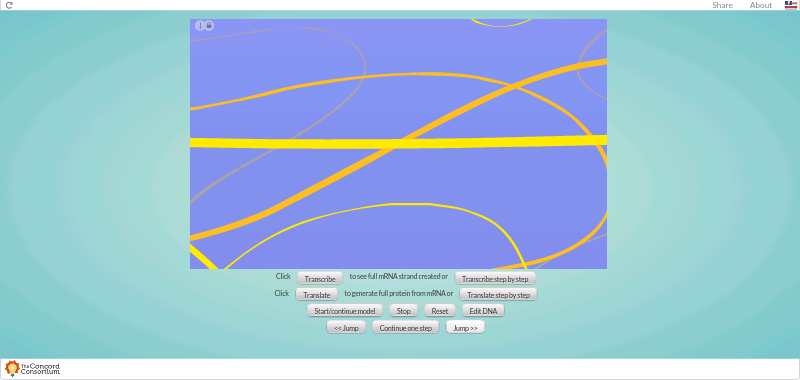 Share About
Click Transcribe to see full mRNA strand created or Transcribe step by step
Click Translate to generate full protein from mRNA or Translate step by step
Start/continue model Stop Reset Edit DNA
<< Jump Continue one step Jump >>
The Concord
Consortium